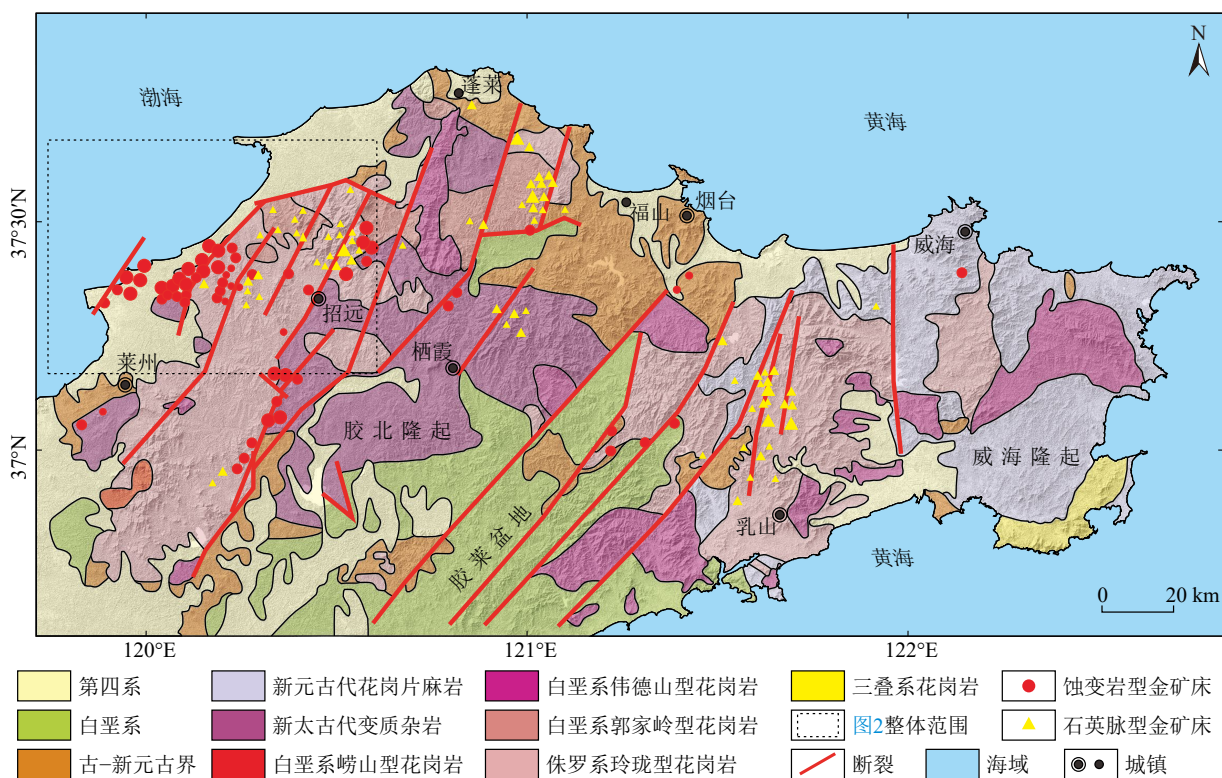 N
渤海
蓬莱
黄海
37°30′N
福山
烟台
威海
招远
莱州
栖霞
胶北隆起
37°N
威海隆起
乳山
胶莱盆地
黄海
0 20 km
120°E 121°E 122°E
第四系 新元古代花岗片麻岩 白垩系伟德山型花岗岩 三叠系花岗岩 蚀变岩型金矿床
白垩系 新太古代变质杂岩 白垩系郭家岭型花岗岩 图2整体范围 石英脉型金矿床
古–新元古界 白垩系崂山型花岗岩 侏罗系玲珑型花岗岩 断裂 海域 城镇